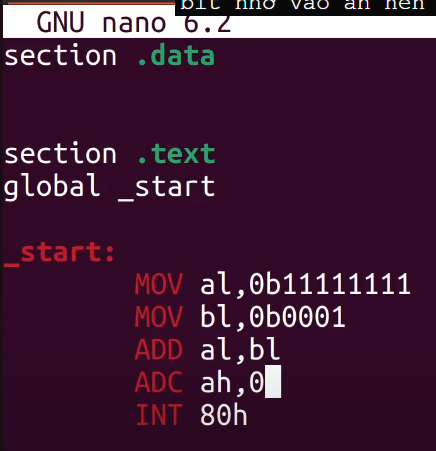 bit nhớ vào ah nên
GNU nano 6.2
section .data
section .text
global _start
_start:
MOV al,0b11111111
MOV bl,0b0001
ADD al,bl
ADC ah,0
INT 80h